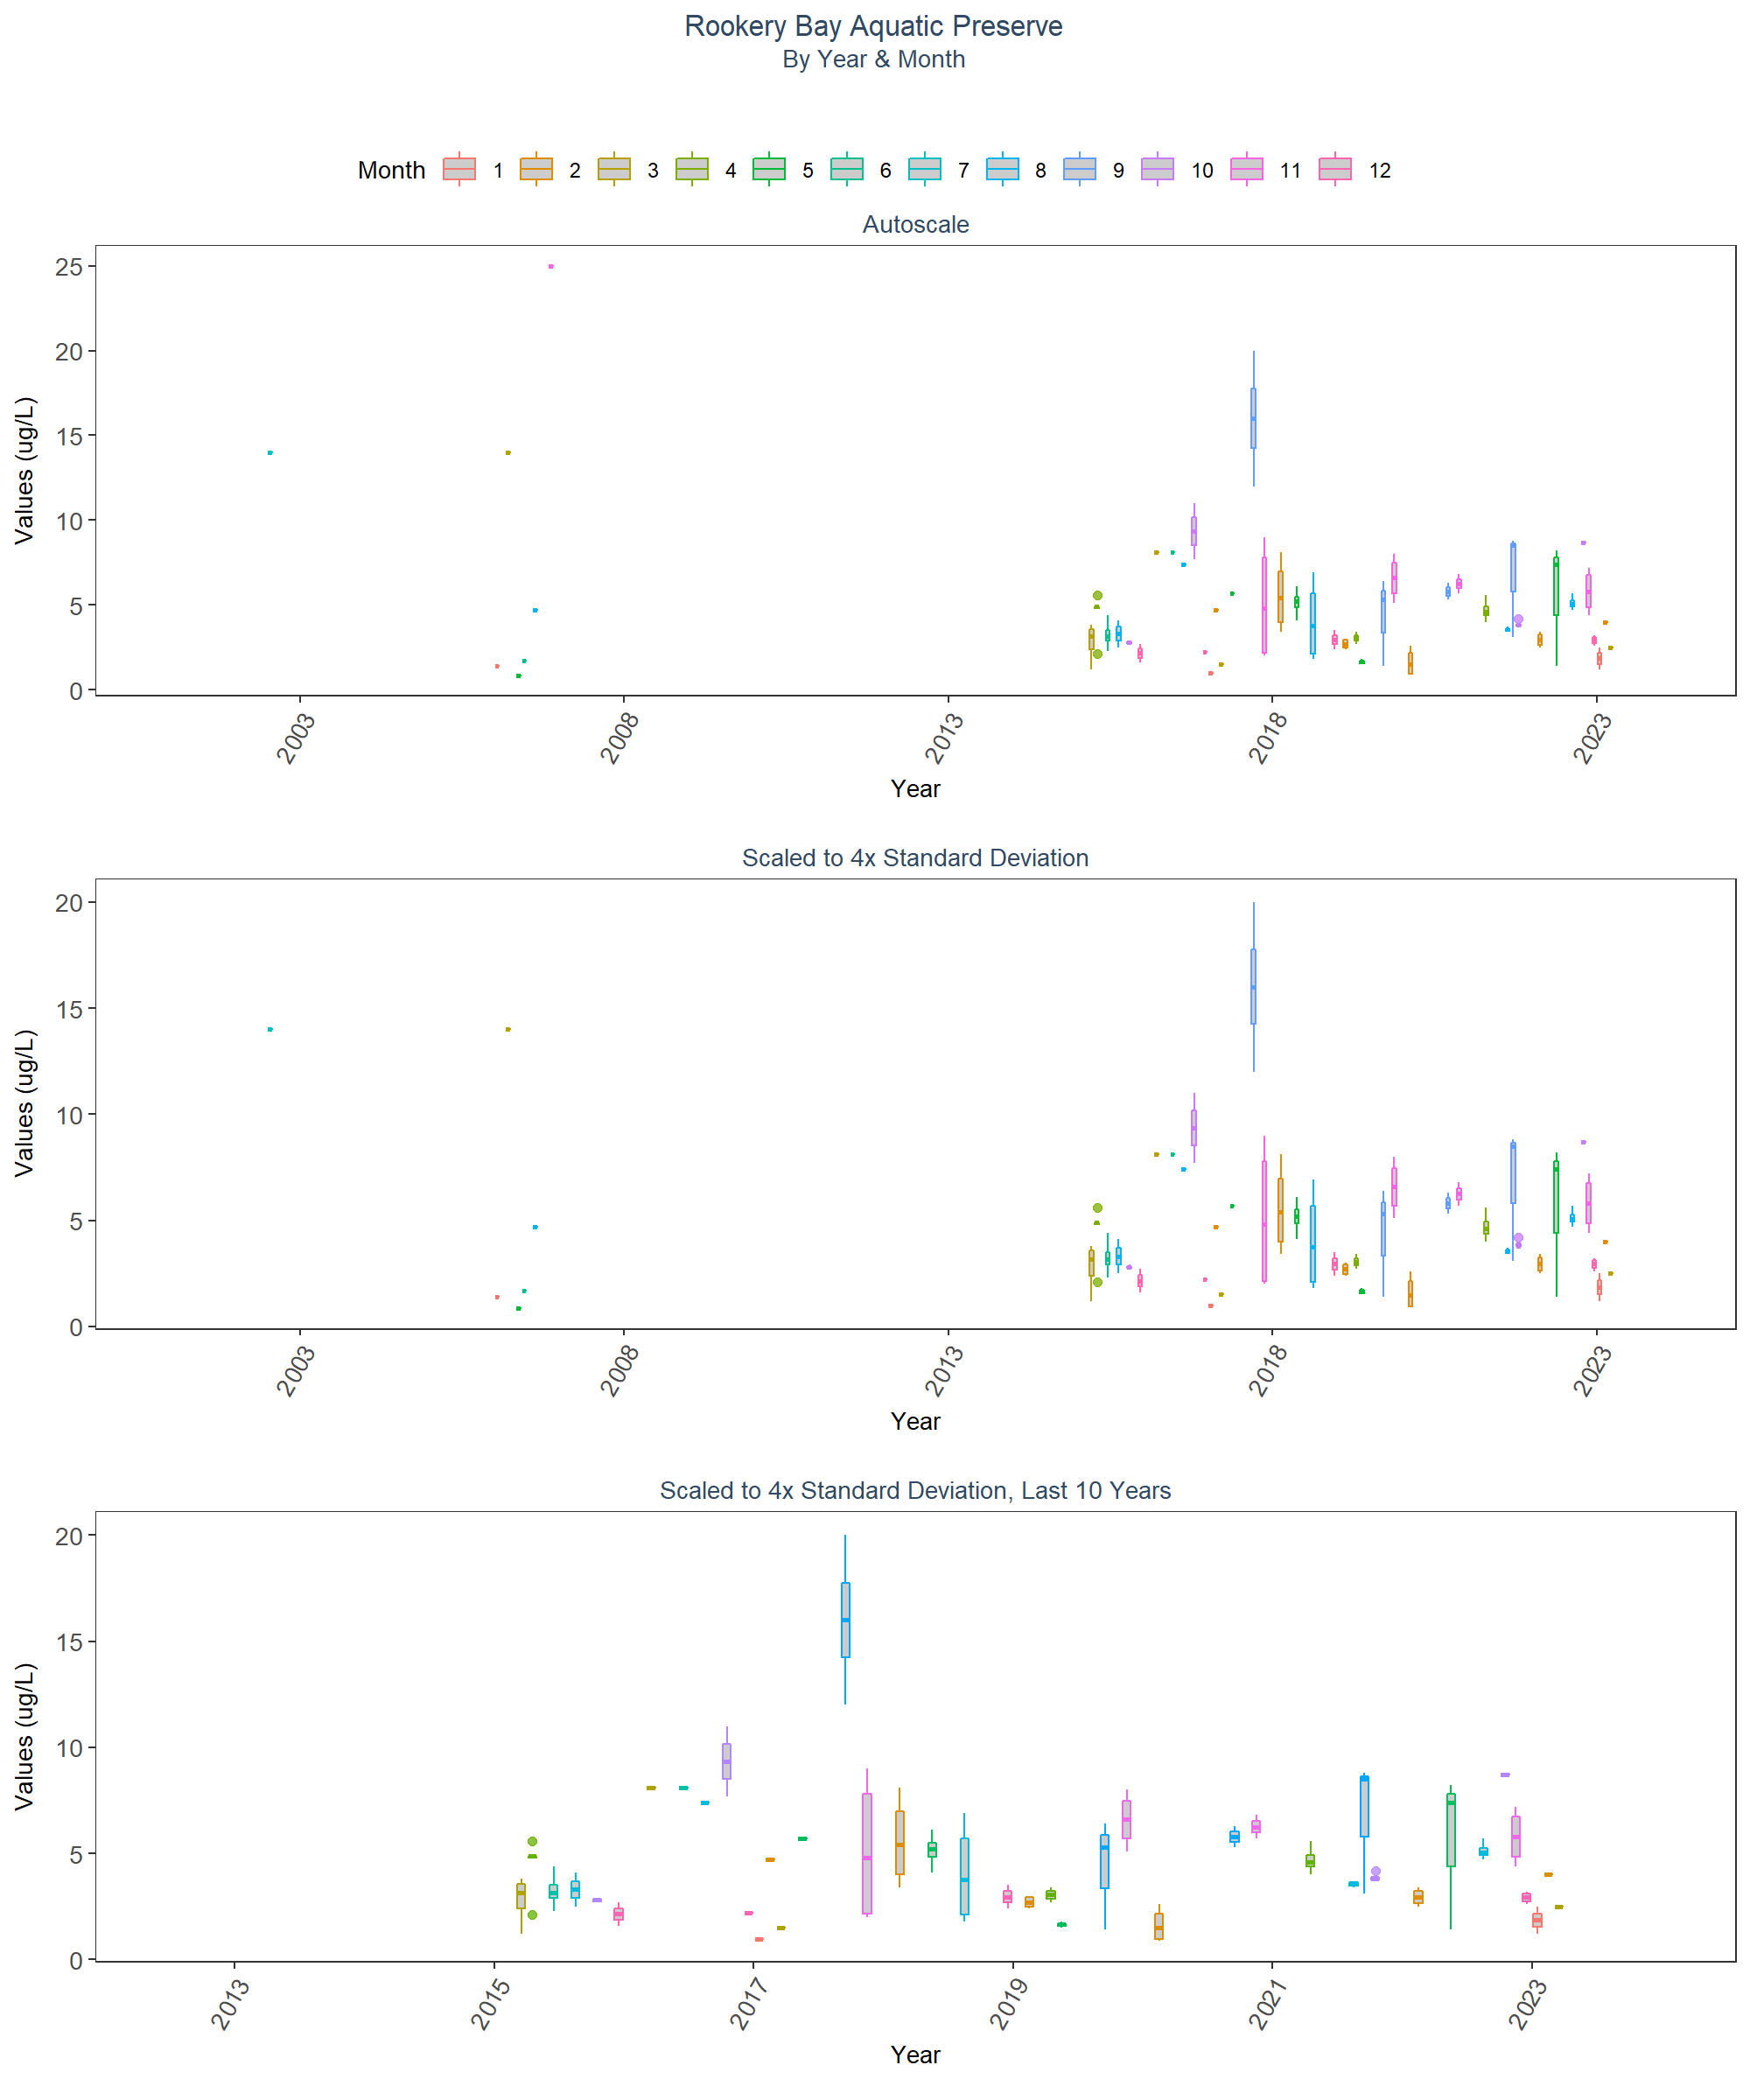 Rookery Bay Aquatic Preserve
By Year & Month
Month 1 2 3 4 5 6 7 8 9 10 11 12
Autoscale
25
20
15
10
5
0
Values (ug/L)
2003 2008 2013 2018 2023
Year
Scaled to 4x Standard Deviation
20
15
10
5
0
Values (ug/L)
2003 2008 2013 2018 2023
Year
Scaled to 4x Standard Deviation, Last 10 Years
20
15
10
5
0
Values (ug/L)
2013 2015 2017 2019 2021 2023
Year